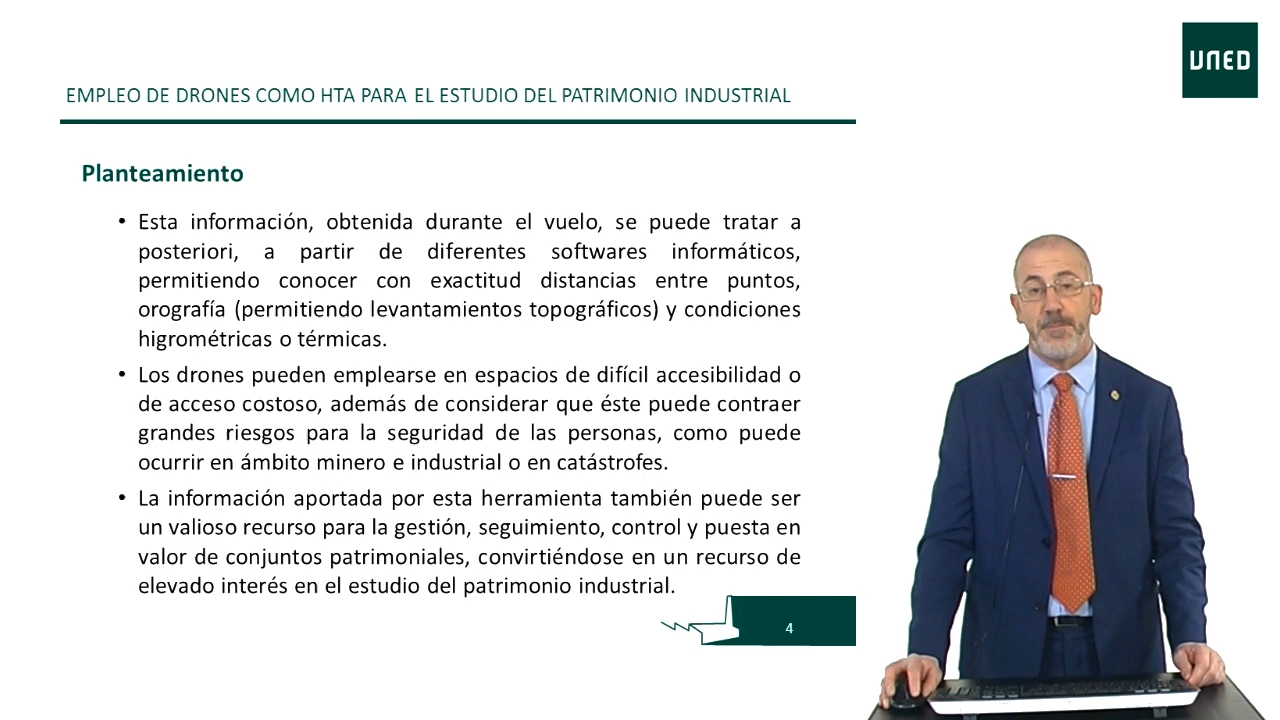 UNED
EMPLEO DE DRONES COMO HTA PARA EL ESTUDIO DEL PATRIMONIO INDUSTRIAL
Planteamiento
• Esta información, obtenida durante el vuelo, se puede tratar a
posteriori, a partir de diferentes softwares informáticos,
permitiendo conocer con exactitud distancias entre puntos,
orografía (permitiendo levantamientos topográficos) y condiciones
higrométricas o térmicas.
• Los drones pueden emplearse en espacios de difícil accesibilidad o
de acceso costoso, además de considerar que éste puede contraer
grandes riesgos para la seguridad de las personas, como puede
ocurrir en ámbito minero e industrial o en catástrofes.
• La información aportada por esta herramienta también puede ser
un valioso recurso para la gestión, seguimiento, control y puesta en
valor de conjuntos patrimoniales, convirtiéndose en un recurso de
elevado interés en el estudio del patrimonio industrial.
4